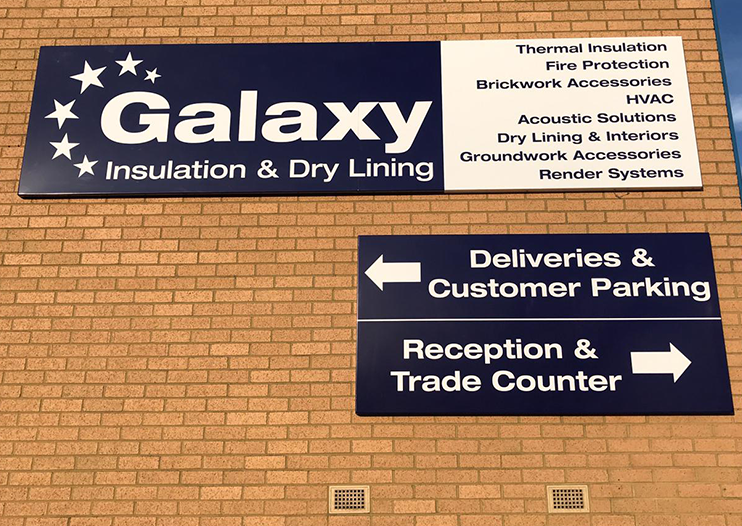 Galaxy
Insulation & Dry Lining
Thermal Insulation
Fire Protection
Brickwork Accessories
HVAC
Acoustic Solutions
Dry Lining & Interiors
Groundwork Accessories
Render Systems
Deliveries &
Customer Parking
Reception &
Trade Counter